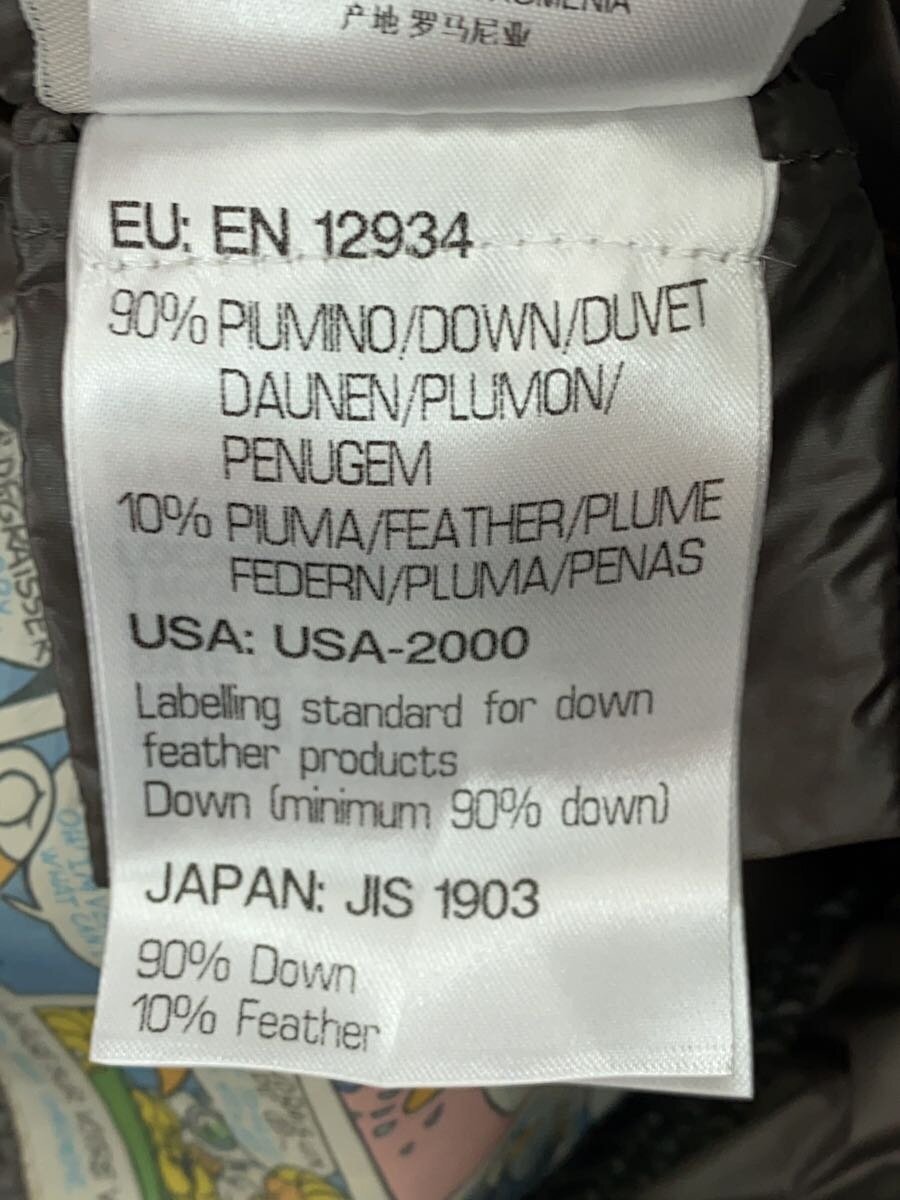 产地 罗马尼亚
EU: EN 12934
90% PIUMINO/DOWN/DUVET
DAUNEN/PLUMON/
PENUGEM
10% PIUMA/FEATHER/PLUME
FEDERN/PLUMA/PENAS
USA: USA-2000
Labelling standard for down
feather products
Down (minimum 90% down)
JAPAN: JIS 1903
90% Down
10% Feather